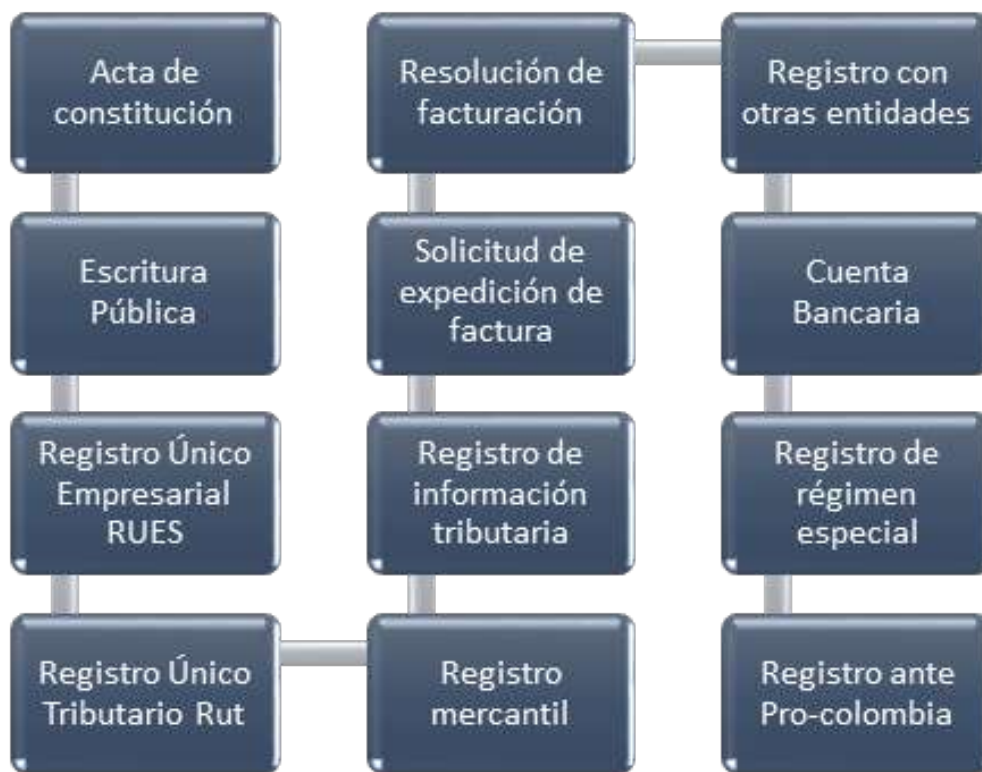 Acta de
constitución
Escritura
Pública
Registro Único
Empresarial
RUES
Registro Único
Tributario Rut
Registro
mercantil
Registro de
información
tributaria
Solicitud de
expedición de
factura
Resolución de
facturación
Registro con
otras entidades
Cuenta
Bancaria
Registro de
régimen
especial
Registro ante
Pro-colombia